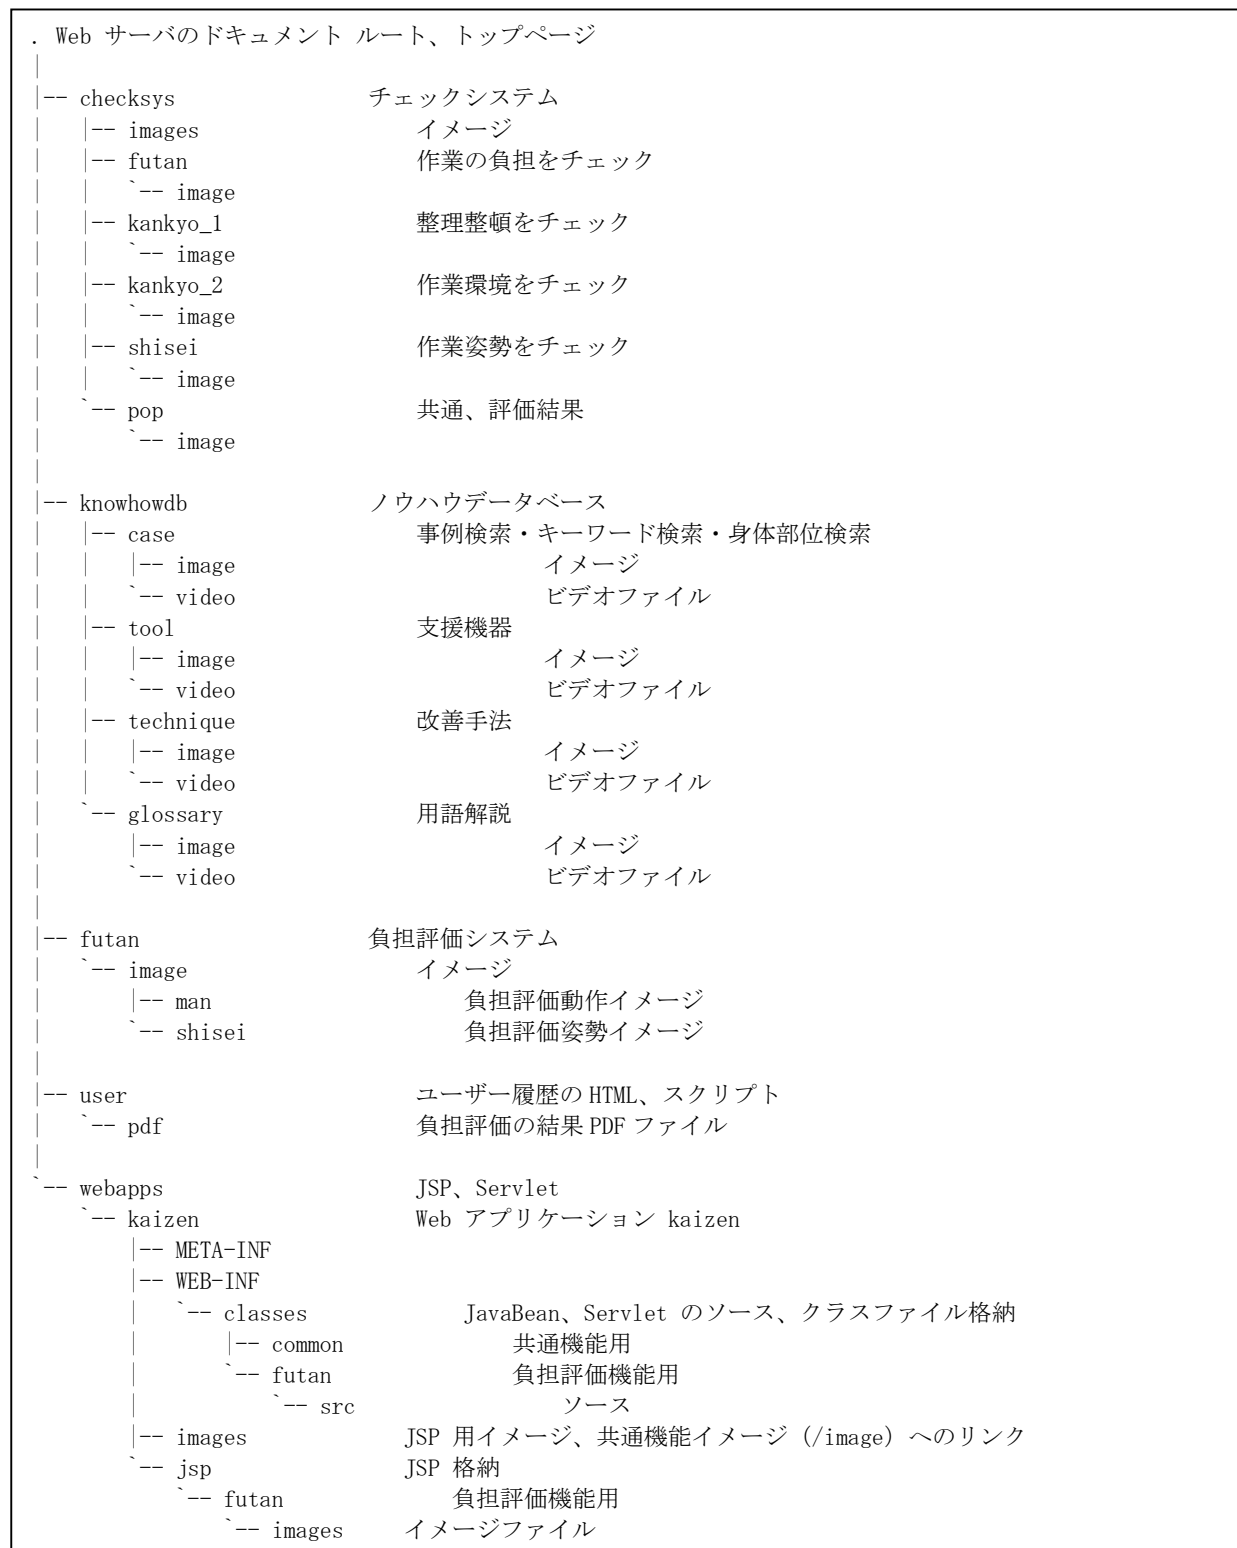 . Web サーバのドキュメント ルート、トップページ
|
|-- checksys チェックシステム
|   |-- images イメージ
|   |-- futan 作業の負担をチェック
|   |   `-- image
|   |-- kankyo_1 整理整頓をチェック
|   |   `-- image
|   |-- kankyo_2 作業環境をチェック
|   |   `-- image
|   |-- shisei 作業姿勢をチェック
|   |   `-- image
|   `-- pop 共通、評価結果
|       `-- image
|
|-- knowhowdb ノウハウデータベース
|   |-- case 事例検索・キーワード検索・身体部位検索
|   |   |-- image イメージ
|   |   `-- video ビデオファイル
|   |-- tool 支援機器
|   |   |-- image イメージ
|   |   `-- video ビデオファイル
|   |-- technique 改善手法
|   |   |-- image イメージ
|   |   `-- video ビデオファイル
|   `-- glossary 用語解説
|       |-- image イメージ
|       `-- video ビデオファイル
|
|-- futan 負担評価システム
|   `-- image イメージ
|       |-- man 負担評価動作イメージ
|       `-- shisei 負担評価姿勢イメージ
|
|-- user ユーザー履歴の HTML、スクリプト
|   `-- pdf 負担評価の結果 PDF ファイル
|
`-- webapps JSP、Servlet
    `-- kaizen Web アプリケーション kaizen
        |-- META-INF
        |-- WEB-INF
        |   `-- classes JavaBean、Servlet のソース、クラスファイル格納
        |       |-- common 共通機能用
        |       `-- futan 負担評価機能用
        |           `-- src ソース
        |-- images JSP 用イメージ、共通機能イメージ（/image）へのリンク
        `-- jsp JSP 格納
            `-- futan 負担評価機能用
                `-- images イメージファイル